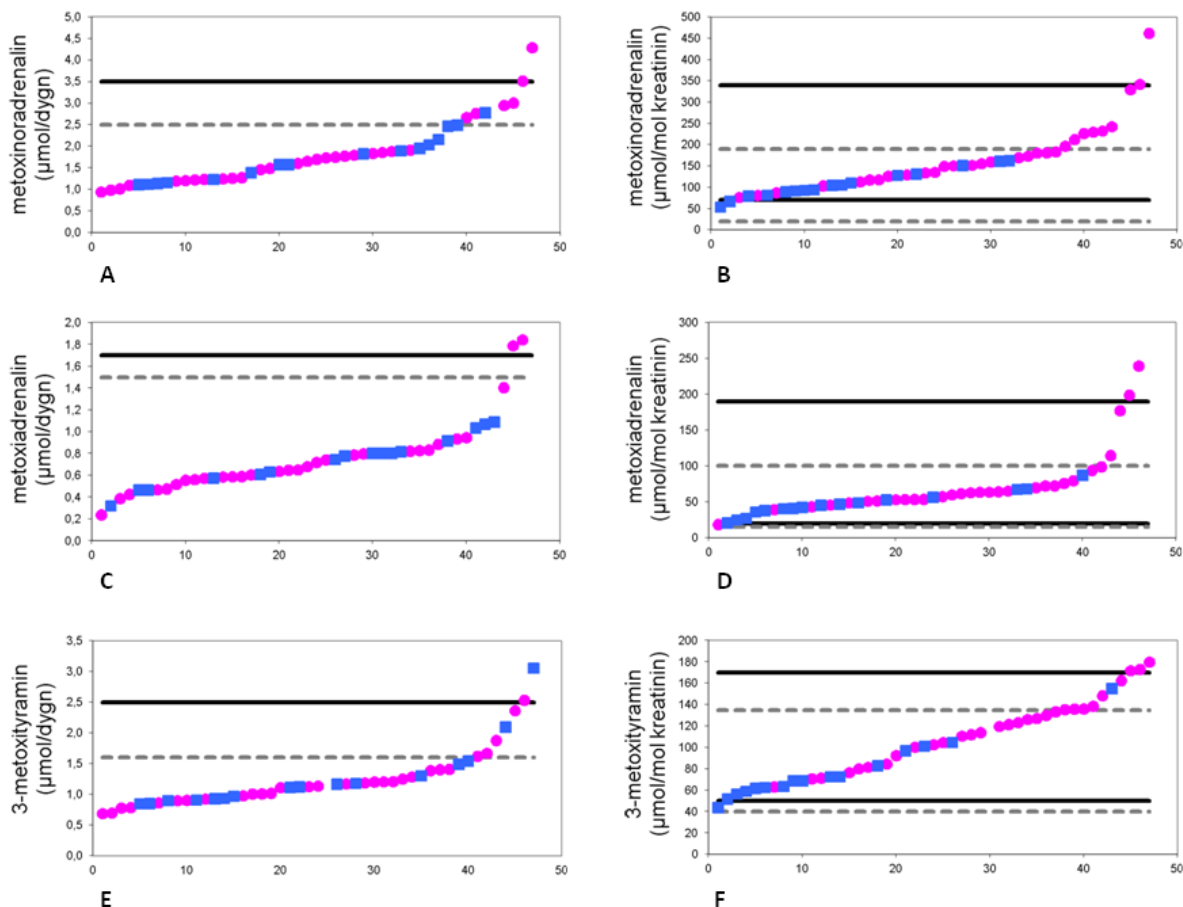 5,0
4,5
4,0
3,5
3,0
2,5
2,0
1,5
1,0
0,5
0,0
0 10 20 30 40 50
metoxinoradrenalin
(µmol/dygn)
A
500
450
400
350
300
250
200
150
100
50
0
0 10 20 30 40 50
metoxinoradrenalin
(µmol/mol kreatinin)
B
2,0
1,8
1,6
1,4
1,2
1,0
0,8
0,6
0,4
0,2
0,0
0 10 20 30 40 50
metoxiadrenalin
(µmol/dygn)
C
300
250
200
150
100
50
0
0 10 20 30 40 50
metoxiadrenalin
(µmol/mol kreatinin)
D
3,5
3,0
2,5
2,0
1,5
1,0
0,5
0,0
0 10 20 30 40 50
3-metoxityramin
(µmol/dygn)
E
200
180
160
140
120
100
80
60
40
20
0
0 10 20 30 40 50
3-metoxityramin
(µmol/mol kreatinin)
F